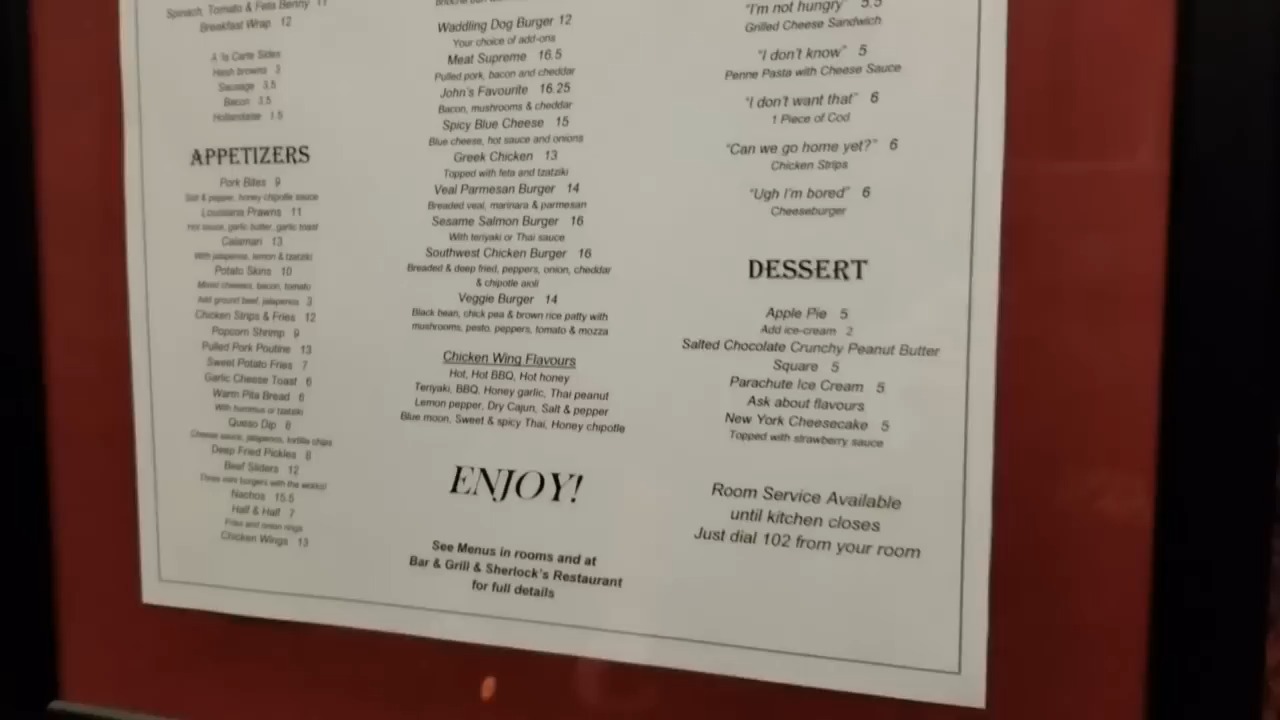 Spinach, Tomato & Feta Benny 11
Breakfast Wrap 12
A 'la Carte Sides
Hash browns 3
Sausage 3.5
Bacon 3.5
Hollandaise 1.5
APPETIZERS
Pork Bites 9
Salt & pepper, honey chipotle sauce
Louisiana Prawns 11
Hot sauce, garlic butter, garlic toast
Calamari 13
With jalapenos, lemon & tzatziki
Potato Skins 10
Mixed cheeses, bacon, tomato
Add ground beef, jalapenos 3
Chicken Strips & Fries 12
Popcorn Shrimp 9
Pulled Pork Poutine 13
Sweet Potato Fries 7
Garlic Cheese Toast 6
Warm Pita Bread 6
With hummus or tzatziki
Queso Dip 8
Cheese sauce, jalapenos, tortilla chips
Deep Fried Pickles 8
Beef Sliders 12
Three mini burgers with the works!
Nachos 15.5
Half & Half 7
Fries and onion rings
Chicken Wings 13
Waddling Dog Burger 12
Your choice of add-ons
Meat Supreme 16.5
Pulled pork, bacon and cheddar
John's Favourite 16.25
Bacon, mushrooms & cheddar
Spicy Blue Cheese 15
Blue cheese, hot sauce and onions
Greek Chicken 13
Topped with feta and tzatziki
Veal Parmesan Burger 14
Breaded veal, marinara & parmesan
Sesame Salmon Burger 16
With teriyaki or Thai sauce
Southwest Chicken Burger 16
Breaded & deep fried, peppers, onion, cheddar
& chipotle aioli
Veggie Burger 14
Black bean, chick pea & brown rice patty with
mushrooms, pesto, peppers, tomato & mozza
Chicken Wing Flavours
Hot, Hot BBQ, Hot honey
Teriyaki, BBQ, Honey garlic, Thai peanut
Lemon pepper, Dry Cajun, Salt & pepper
Blue moon, Sweet & spicy Thai, Honey chipotle
ENJOY!
See Menus in rooms and at
Bar & Grill & Sherlock's Restaurant
for full details
"I'm not hungry" 5.5
Grilled Cheese Sandwich
"I don't know" 5
Penne Pasta with Cheese Sauce
"I don't want that" 6
1 Piece of Cod
"Can we go home yet?" 6
Chicken Strips
"Ugh I'm bored" 6
Cheeseburger
DESSERT
Apple Pie 5
Add ice-cream 2
Salted Chocolate Crunchy Peanut Butter
Square 5
Parachute Ice Cream 5
Ask about flavours
New York Cheesecake 5
Topped with strawberry sauce
Room Service Available
until kitchen closes
Just dial 102 from your room